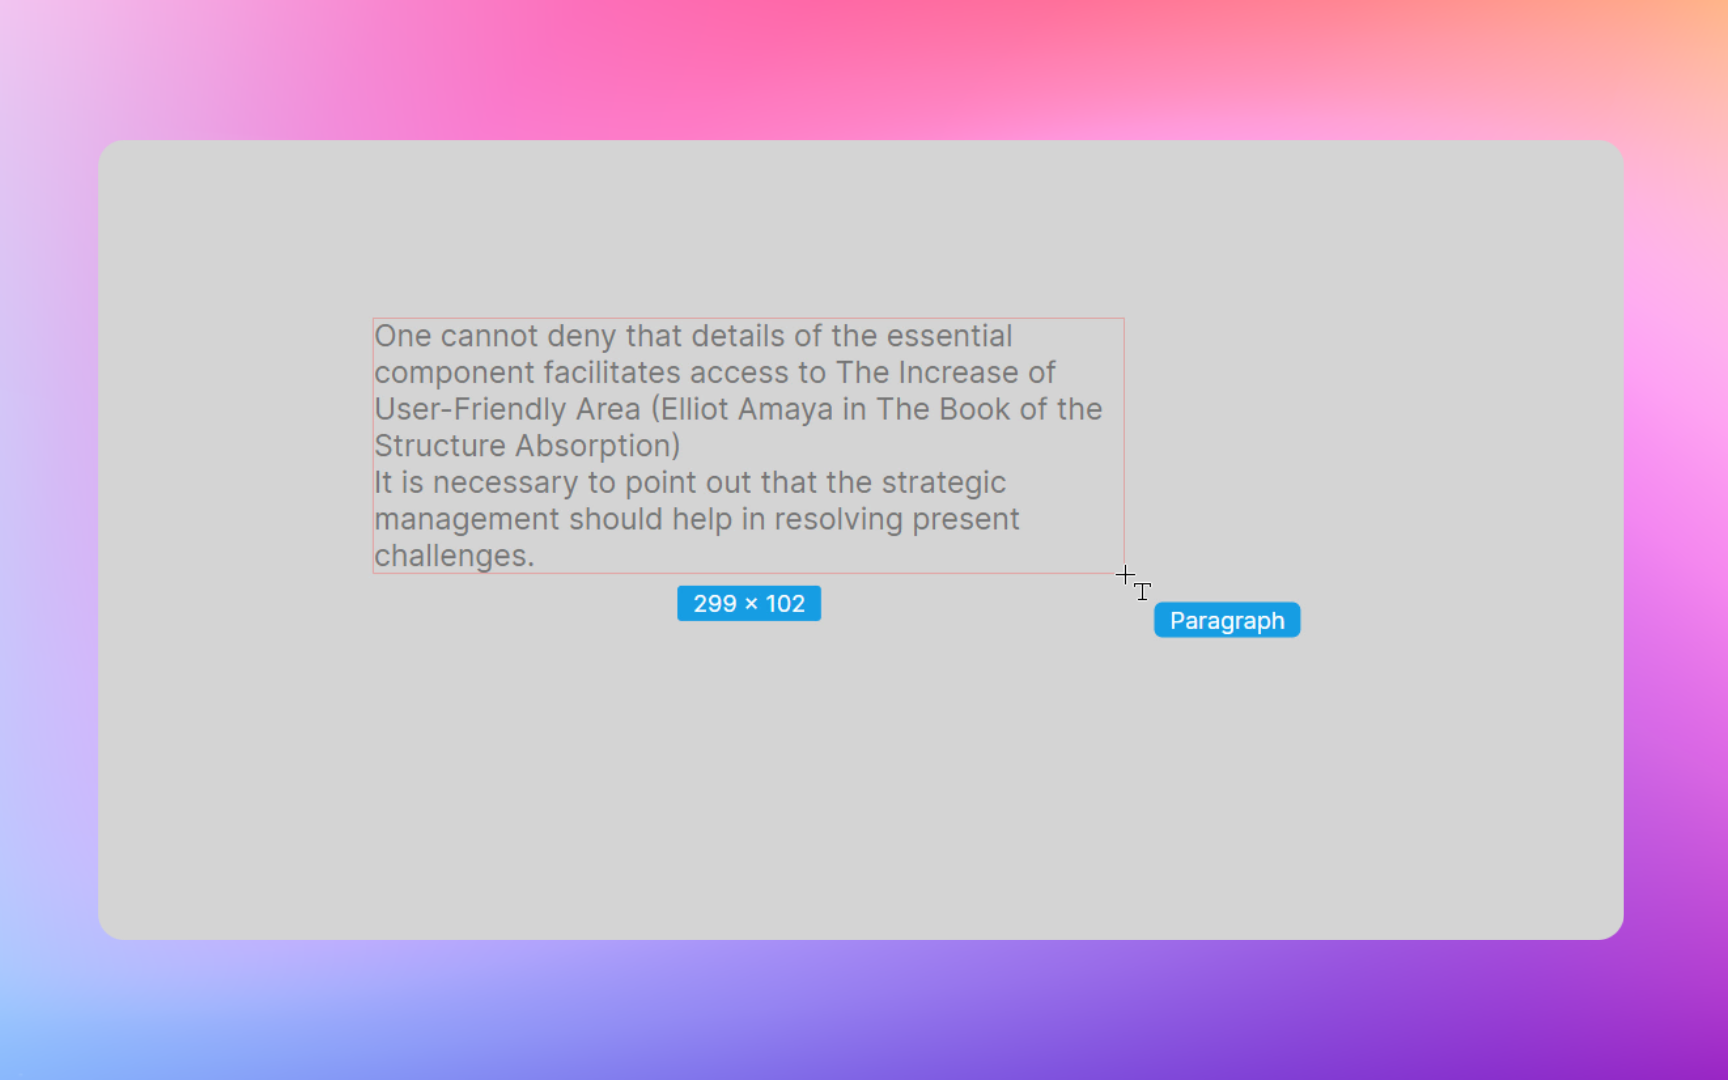 One cannot deny that details of the essential
component facilitates access to The Increase of
User-Friendly Area (Elliot Amaya in The Book of the
Structure Absorption)
It is necessary to point out that the strategic
management should help in resolving present
challenges.
299 × 102
Paragraph